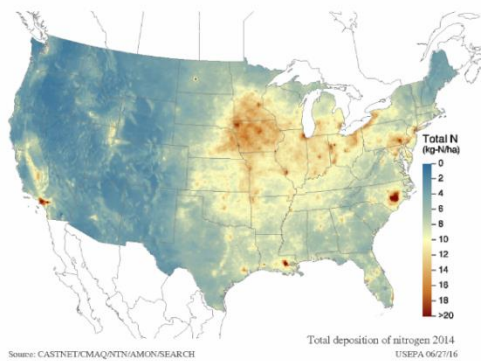 Total N
(kg-N/ha)
0
2
4
6
8
10
12
14
16
18
>20
Total deposition of nitrogen 2014
Source: CASTNET/CMAQ/NTN/AMON/SEARCH
USEPA 06/27/16